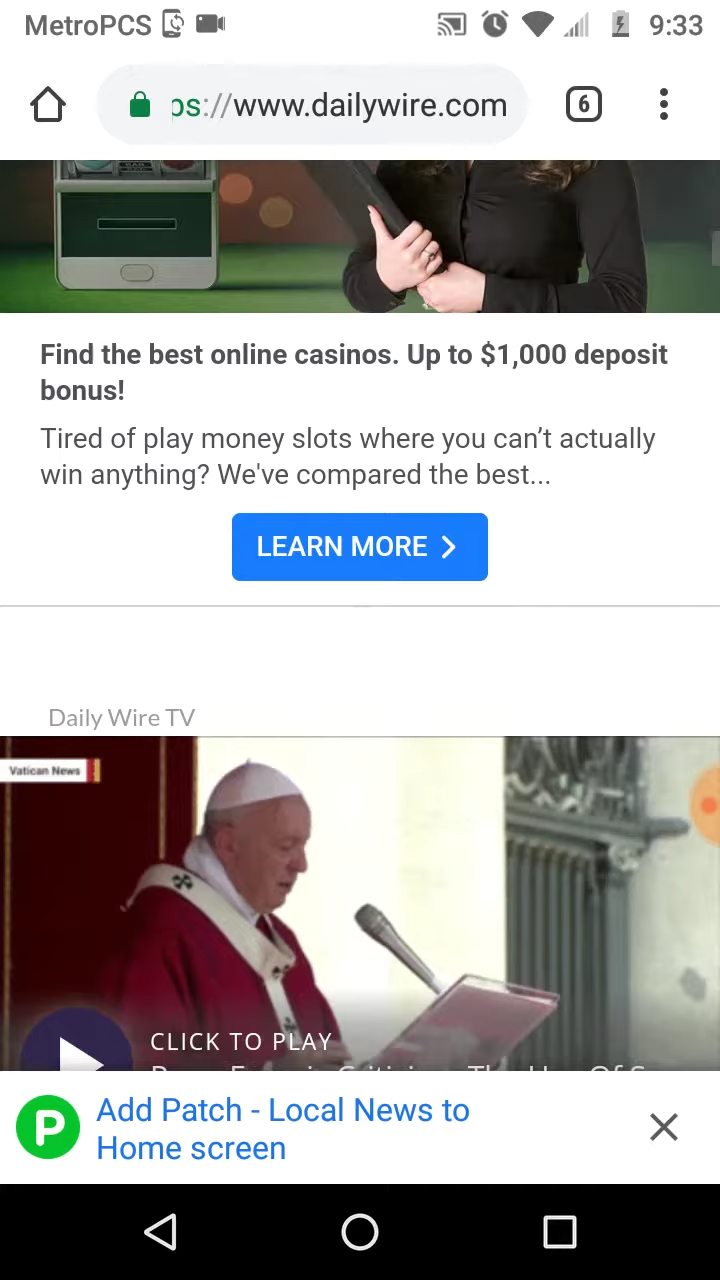 MetroPCS 9:33
ps://www.dailywire.com 6
Find the best online casinos. Up to $1,000 deposit
bonus!
Tired of play money slots where you can’t actually
win anything? We've compared the best...
LEARN MORE
Daily Wire TV
Vatican News
CLICK TO PLAY
Add Patch - Local News to
Home screen